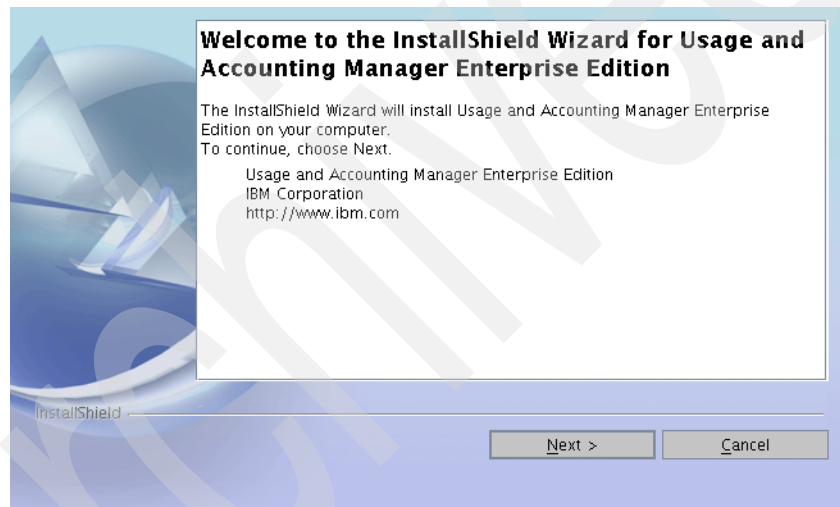 Welcome to the InstallShield Wizard for Usage and
Accounting Manager Enterprise Edition
The InstallShield Wizard will install Usage and Accounting Manager Enterprise
Edition on your computer.
To continue, choose Next.
Usage and Accounting Manager Enterprise Edition
IBM Corporation
http://www.ibm.com
InstallShield
Next >
Cancel